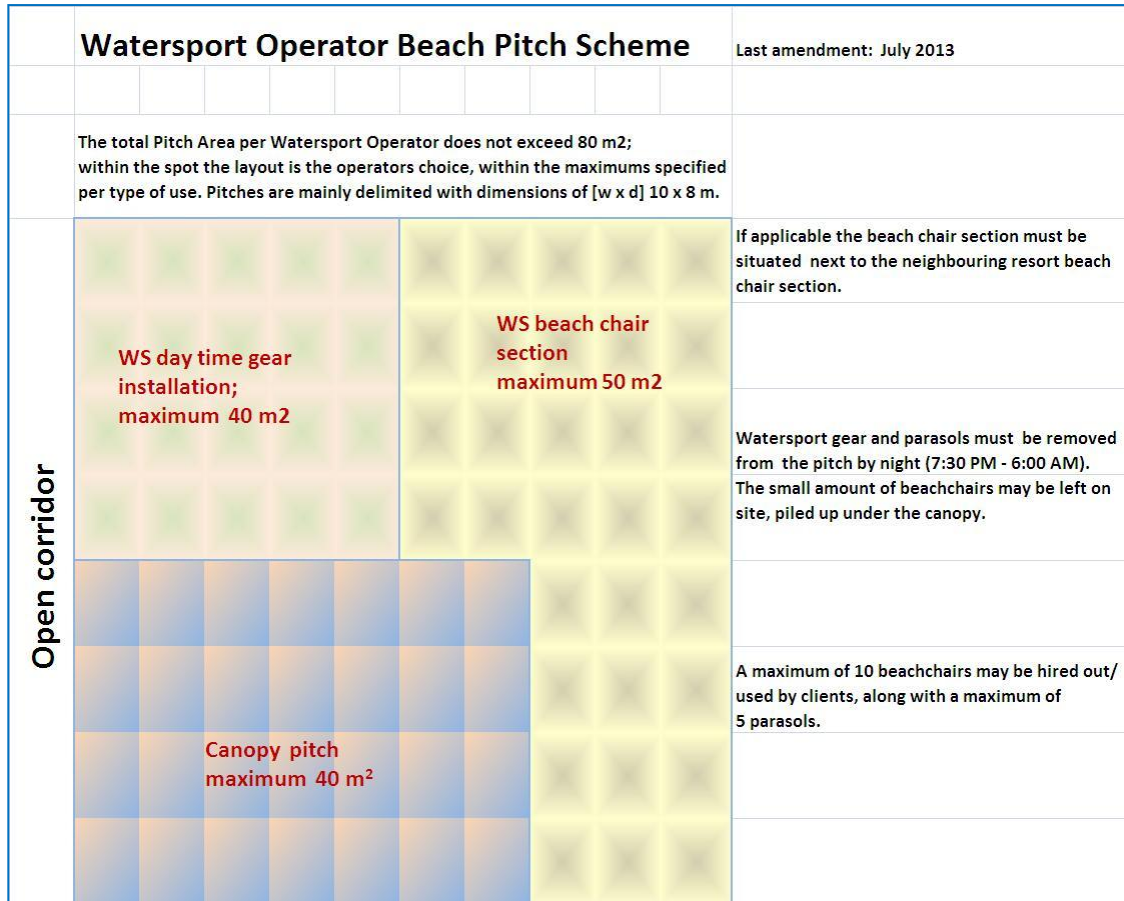 Watersport Operator Beach Pitch Scheme
Last amendment: July 2013
The total Pitch Area per Watersport Operator does not exceed 80 m2;
within the spot the layout is the operators choice, within the maximums specified
per type of use. Pitches are mainly delimited with dimensions of [w x d] 10 x 8 m.
Open corridor
WS day time gear
installation;
maximum 40 m2
WS beach chair
section
maximum 50 m2
Canopy pitch
maximum 40 m²
If applicable the beach chair section must be
situated next to the neighbouring resort beach
chair section.
Watersport gear and parasols must be removed
from the pitch by night (7:30 PM - 6:00 AM).
The small amount of beachchairs may be left on
site, piled up under the canopy.
A maximum of 10 beachchairs may be hired out/
used by clients, along with a maximum of
5 parasols.